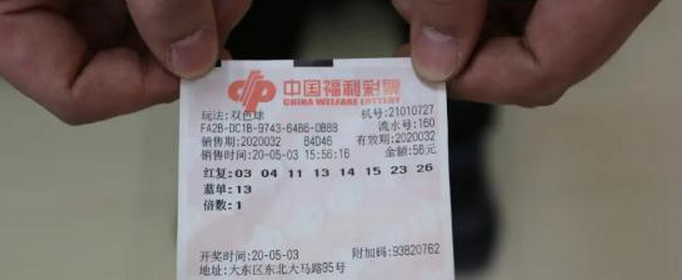 中国福利彩票
CHINA WELFARE LOTTERY
玩法:双色球 机号:21010727
FA2B-DC1B-9743-64B6-0BBB 流水号:160
销售期:2020032 84D46 有效期:2020032
销售时间:20-05-03 15:56:16 金额:56元
红复:03 04 11 13 14 15 23 26
蓝单:13
倍数:1
开奖时间:20-05-03 附加码:93820762
地址:大东区东北大马路95号